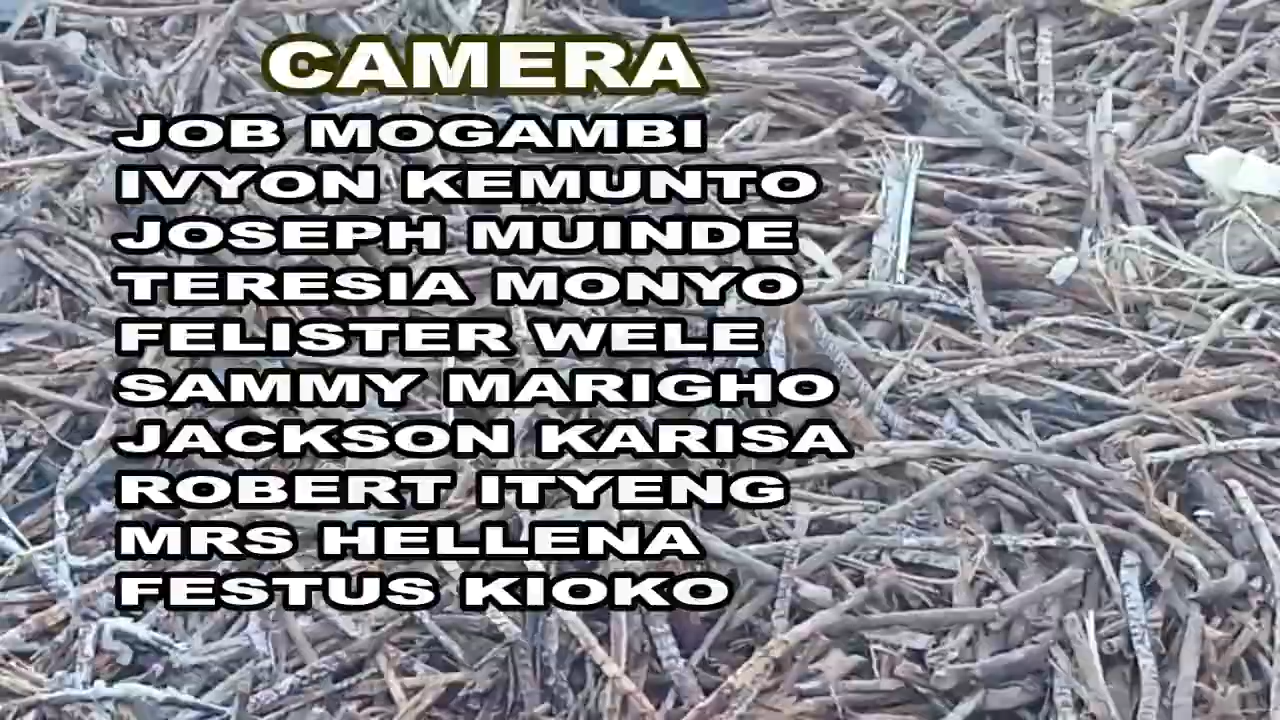 CAMERA
JOB MOGAMBI
IVYON KEMUNTO
JOSEPH MUINDE
TERESIA MONYO
FELISTER WELE
SAMMY MARIGHO
JACKSON KARISA
ROBERT ITYENG
MRS HELLENA
FESTUS KIOKO